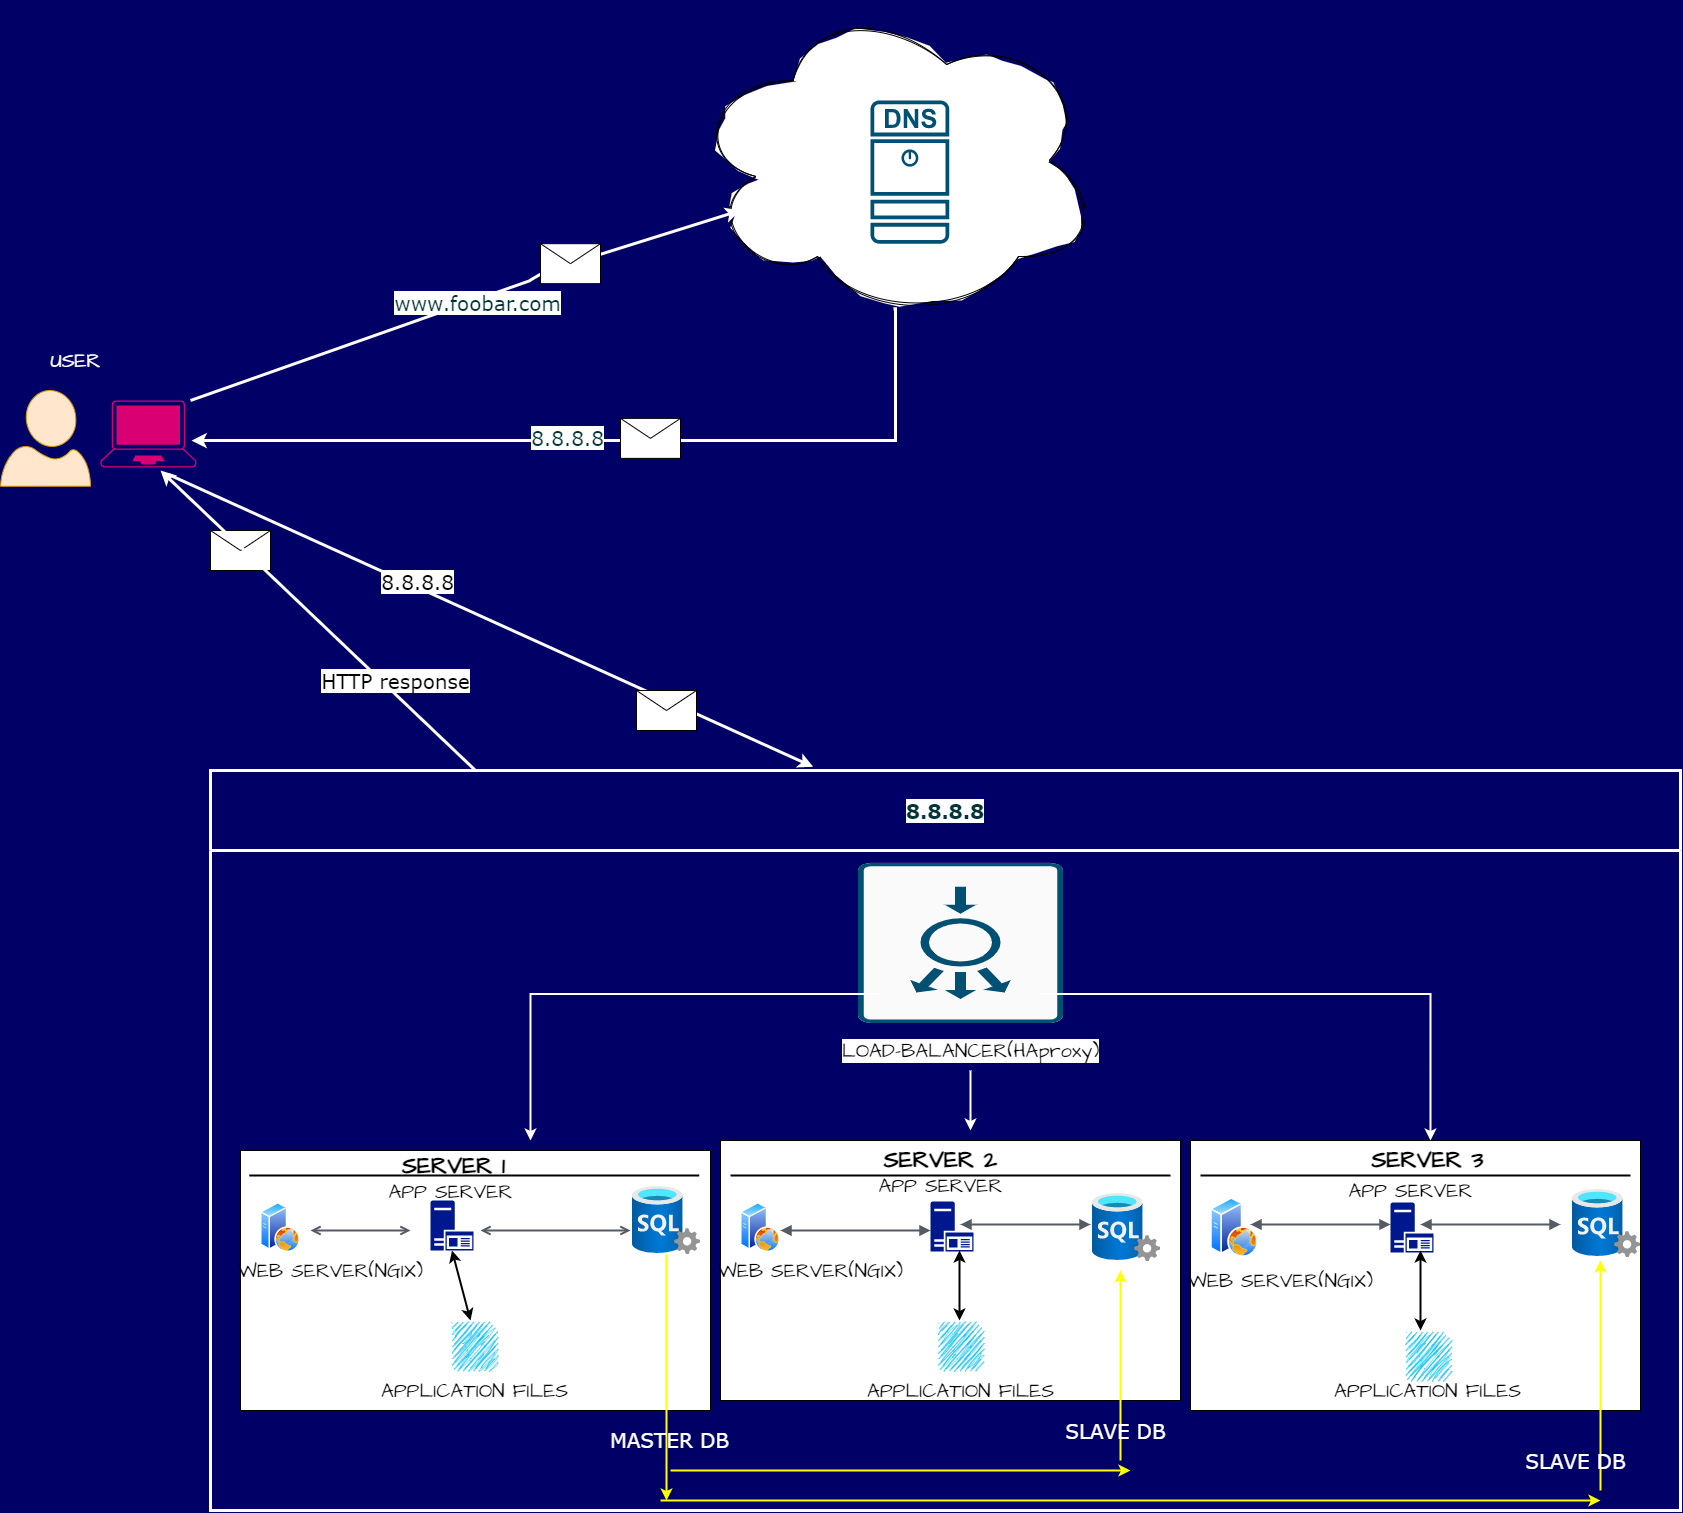 DNS
www.foobar.com
USER
8.8.8.8
8.8.8.8
HTTP response
8.8.8.8
LOAD-BALANCER(HAproxy)
SERVER 1
APP SERVER
SQL
WEB SERVER(NGIX)
APPLICATION FILES
SERVER 2
APP SERVER
SQL
WEB SERVER(NGIX)
APPLICATION FILES
SERVER 3
APP SERVER
SQL
WEB SERVER(NGIX)
APPLICATION FILES
MASTER DB
SLAVE DB
SLAVE DB